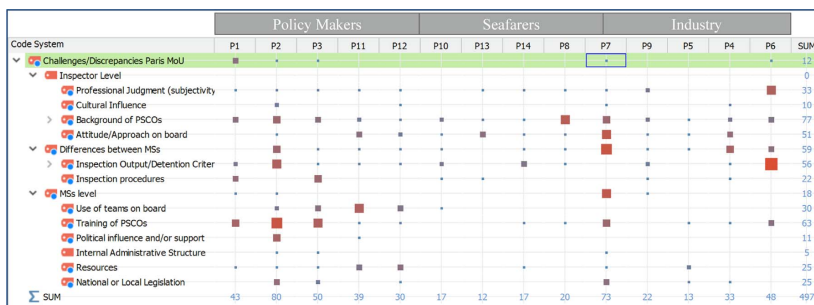 Policy Makers Seafarers Industry
Code System P1 P2 P3 P11 P12 P10 P13 P14 P8 P7 P9 P5 P4 P6 SUM
Challenges/Discrepancies Paris MoU 12
Inspector Level 0
Professional Judgment (subjectivity 33
Cultural Influence 10
Background of PSCOs 77
Attitude/Approach on board 51
Differences between MSs 59
Inspection Output/Detention Criter 56
Inspection procedures 22
MSs level 18
Use of teams on board 30
Training of PSCOs 63
Political influence and/or support 11
Internal Administrative Structure 5
Resources 25
National or Local Legislation 25
Σ SUM 43 80 50 39 30 17 12 17 20 73 22 13 33 48 497